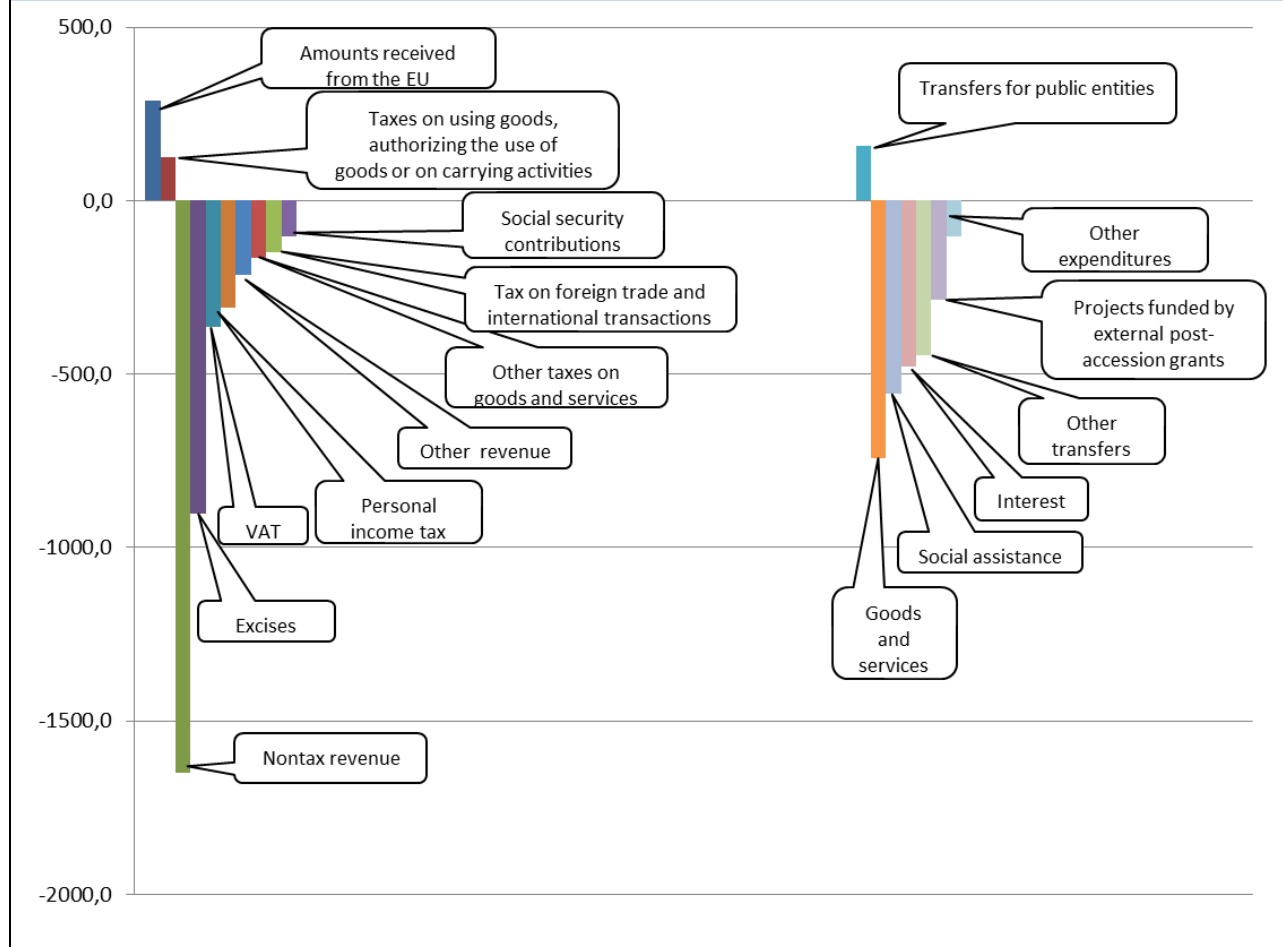 500,0
0,0
-500,0
-1000,0
-1500,0
-2000,0
Amounts received
from the EU
Taxes on using goods,
authorizing the use of
goods or on carrying activities
Social security
contributions
Tax on foreign trade and
international transactions
Other taxes on
goods and services
Other revenue
Personal
income tax
VAT
Excises
Nontax revenue
Transfers for public entities
Other
expenditures
Projects funded by
external post-
accession grants
Other
transfers
Interest
Social assistance
Goods
and
services